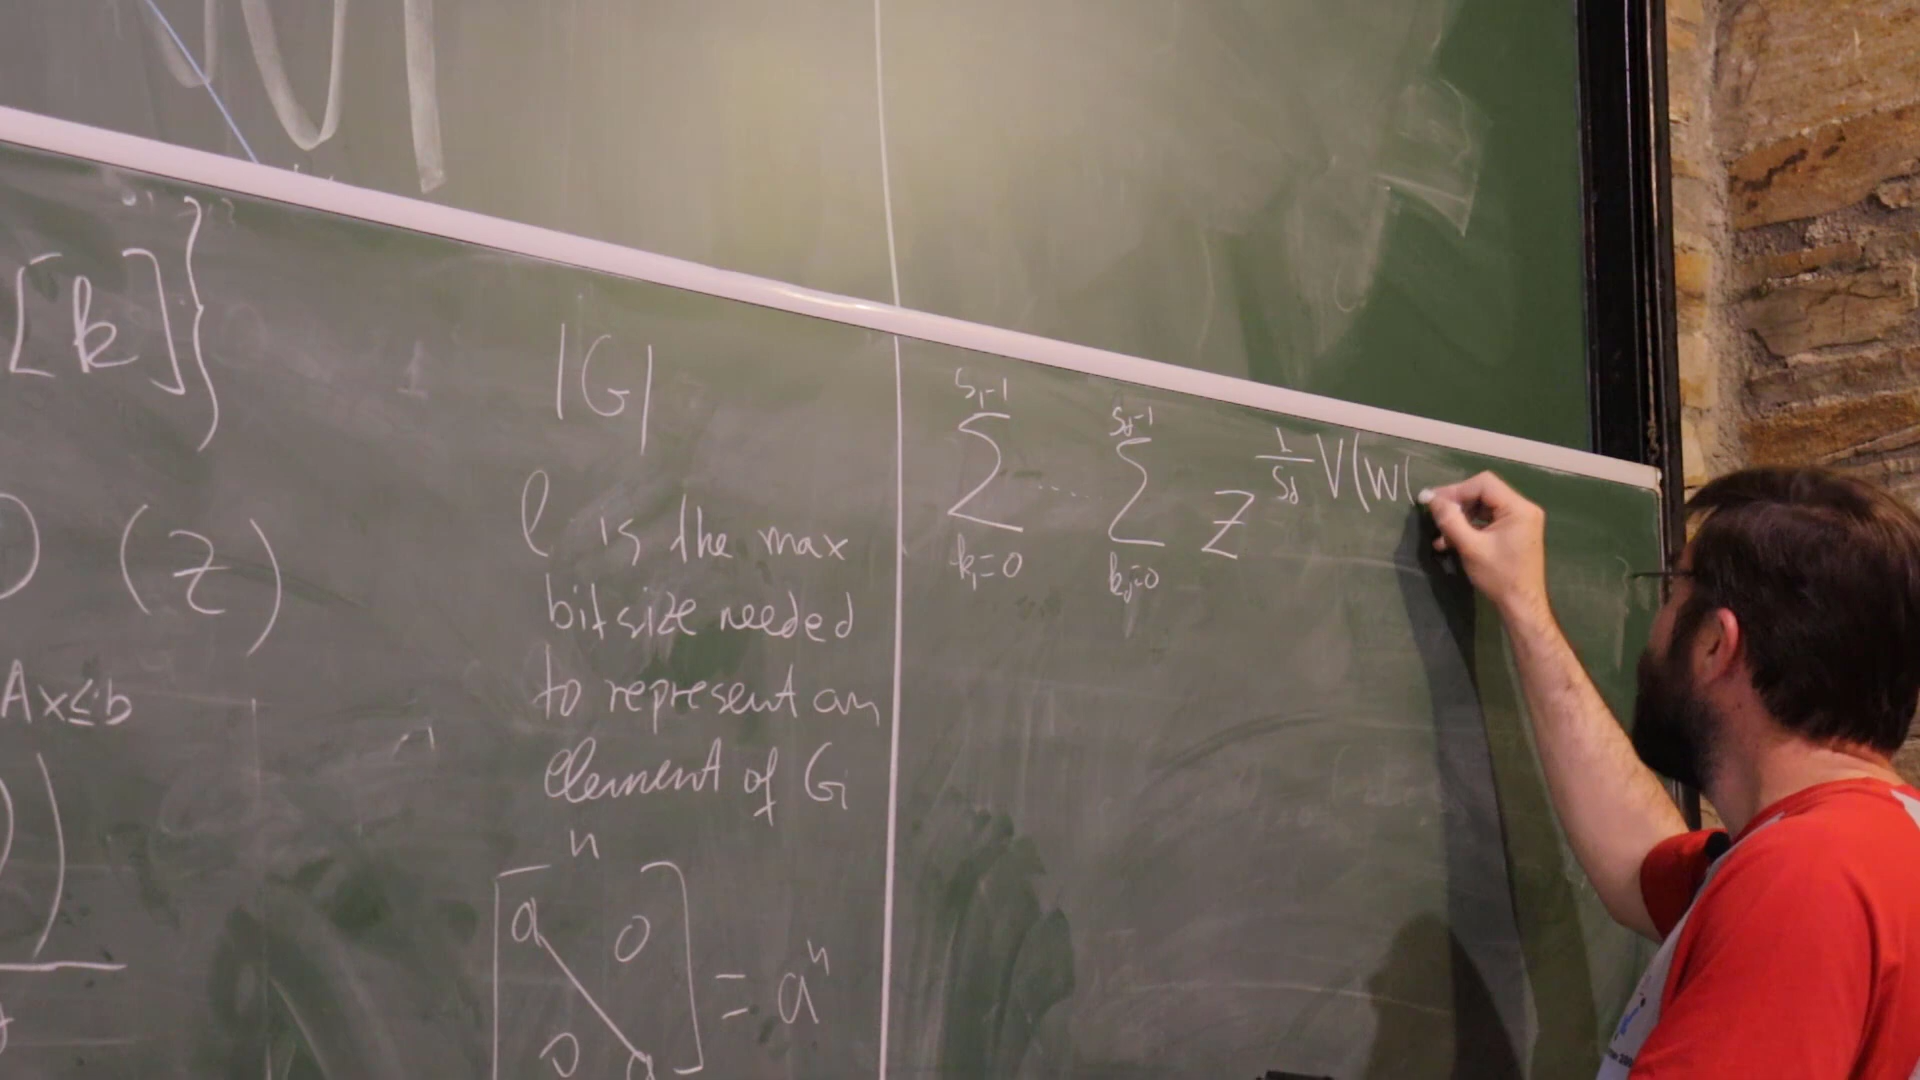 [k]}
(z)
Ax≤b
|G|
l is the max
bitsize needed
to represent an
element of G
n
a 0
0 a
= aⁿ
s₁-1 s_d-1
∑ ..... ∑ z^{1/s_d V(W(}
k₁=0 k_d=0